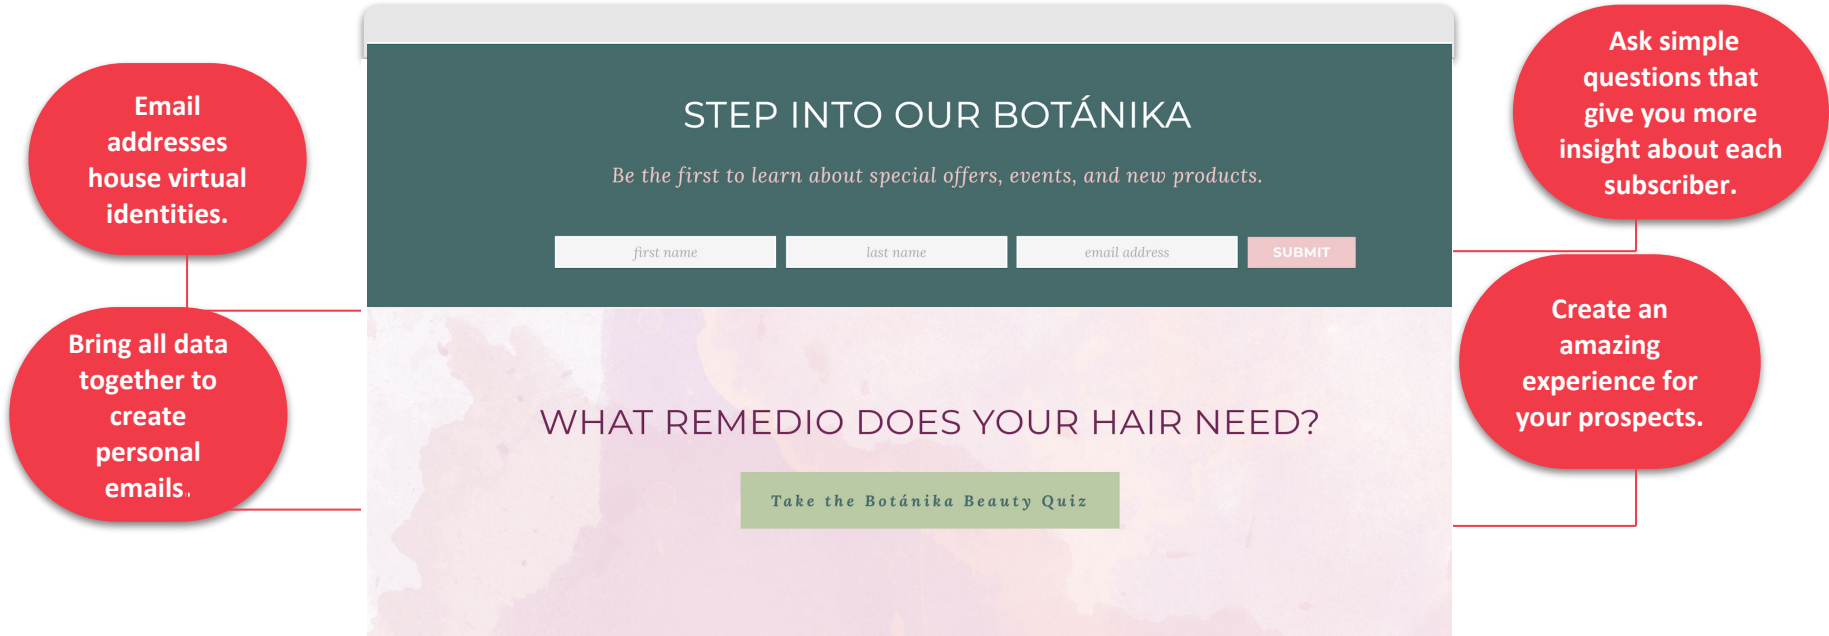 Email
addresses
house virtual
identities.
Bring all data
together to
create
personal
emails.
STEP INTO OUR BOTÁNIKA
Be the first to learn about special offers, events, and new products.
first name
last name
email address
SUBMIT
WHAT REMEDIO DOES YOUR HAIR NEED?
Take the Botánika Beauty Quiz
Ask simple
questions that
give you more
insight about each
subscriber.
Create an
amazing
experience for
your prospects.